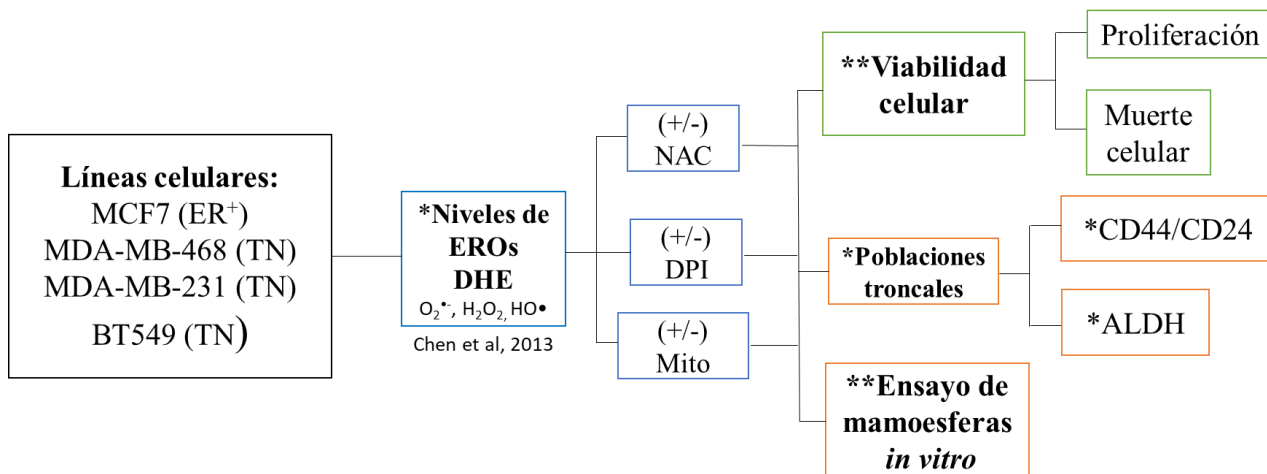 Líneas celulares:
MCF7 (ER⁺)
MDA-MB-468 (TN)
MDA-MB-231 (TN)
BT549 (TN)
*Niveles de
EROs
DHE
O₂•⁻, H₂O₂, HO●
Chen et al, 2013
(+/-)
NAC
(+/-)
DPI
(+/-)
Mito
**Viabilidad
celular
Proliferación
Muerte
celular
*Poblaciones
troncales
*CD44/CD24
*ALDH
**Ensayo de
mamoesferas
in vitro